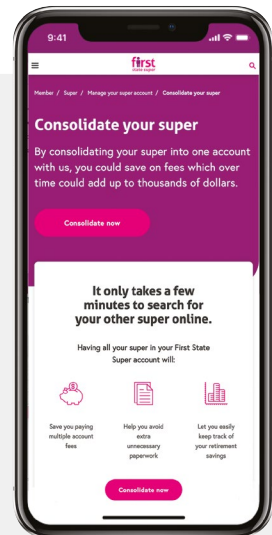 9:41
first
state super
Member / Super / Manage your super account / Consolidate your super
Consolidate your super
By consolidating your super into one account
with us, you could save on fees which over
time could add up to thousands of dollars.
Consolidate now
It only takes a few
minutes to search for
your other super online.
Having all your super in your First State
Super account will:
Save you paying
multiple account
fees
Help you avoid
extra
unnecessary
paperwork
Let you easily
keep track of
your retirement
savings
Consolidate now